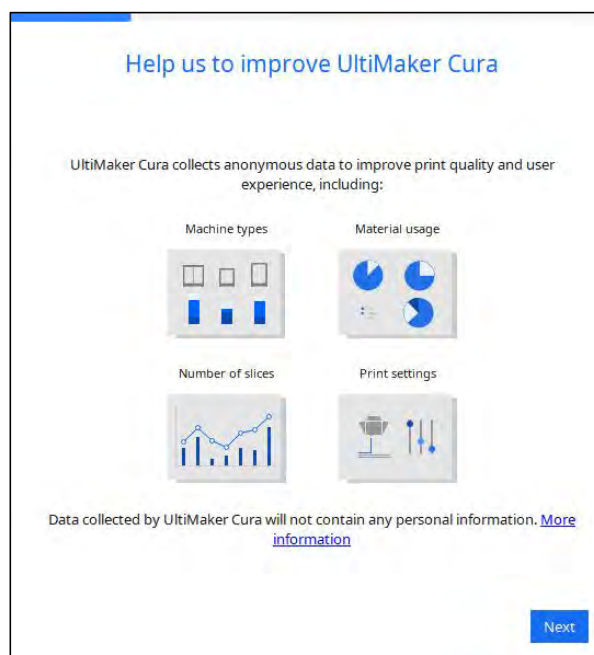 Help us to improve UltiMaker Cura
UltiMaker Cura collects anonymous data to improve print quality and user
experience, including:
Machine types
Material usage
Number of slices
Print settings
Data collected by UltiMaker Cura will not contain any personal information. More
information
Next